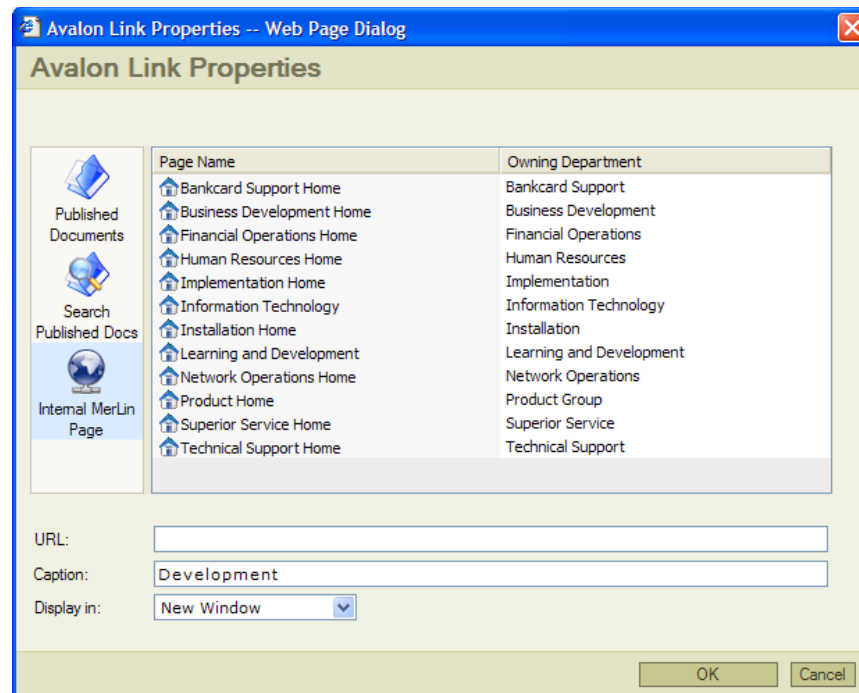 Avalon Link Properties -- Web Page Dialog
Avalon Link Properties
Published
Documents
Search
Published Docs
Internal MerLin
Page
Page Name Owning Department
Bankcard Support Home Bankcard Support
Business Development Home Business Development
Financial Operations Home Financial Operations
Human Resources Home Human Resources
Implementation Home Implementation
Information Technology Information Technology
Installation Home Installation
Learning and Development Learning and Development
Network Operations Home Network Operations
Product Home Product Group
Superior Service Home Superior Service
Technical Support Home Technical Support
URL:
Caption: Development
Display in: New Window
OK Cancel